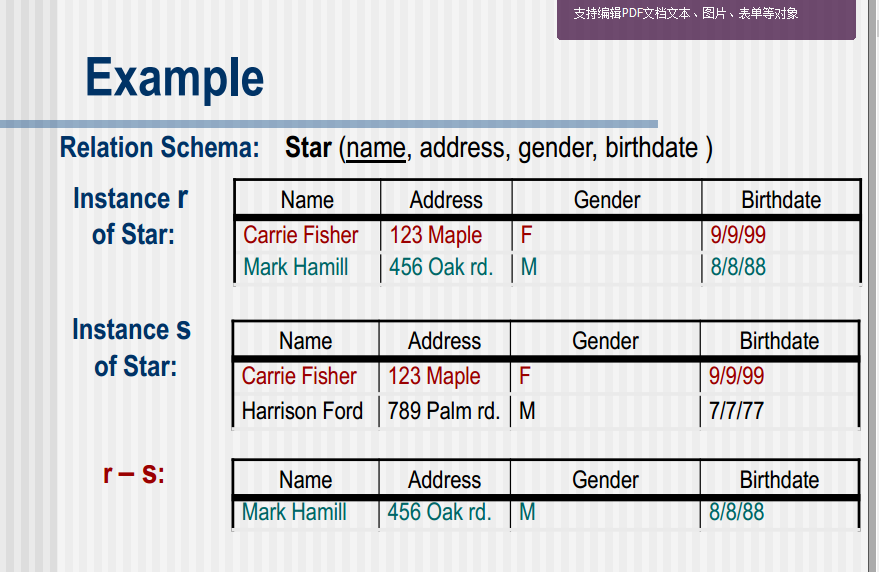 支持编辑PDF文档文本、图片、表单等对象
Example
Relation Schema: Star (name, address, gender, birthdate )
Instance r
of Star:
Name Address Gender Birthdate
Carrie Fisher 123 Maple F 9/9/99
Mark Hamill 456 Oak rd. M 8/8/88
Instance s
of Star:
Name Address Gender Birthdate
Carrie Fisher 123 Maple F 9/9/99
Harrison Ford 789 Palm rd. M 7/7/77
r – s:
Name Address Gender Birthdate
Mark Hamill 456 Oak rd. M 8/8/88